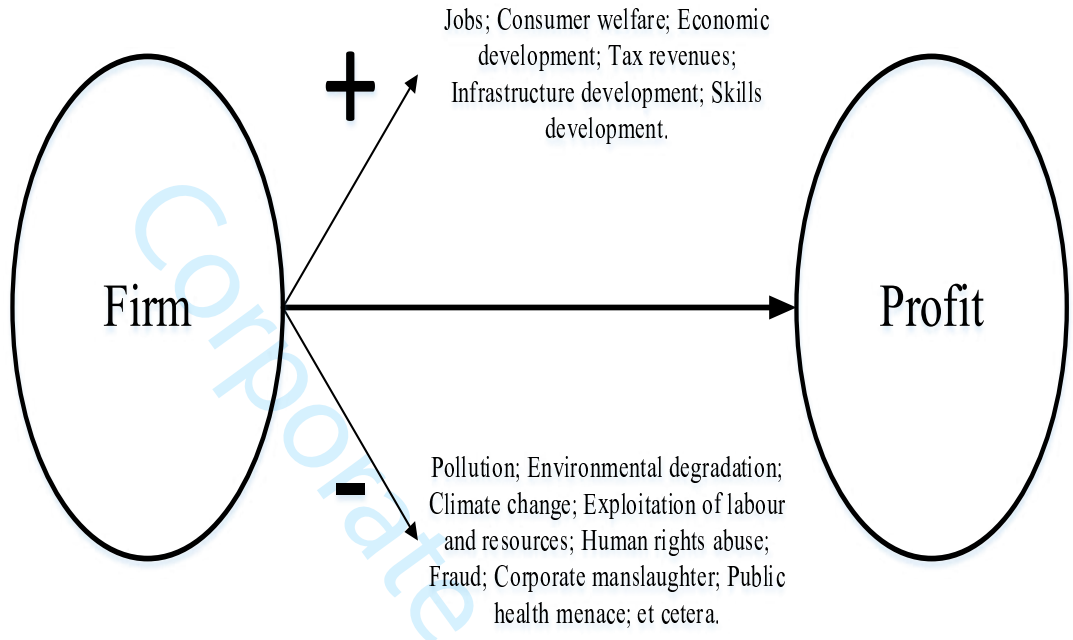 Jobs; Consumer welfare; Economic
development; Tax revenues;
Infrastructure development; Skills
development.
+
Firm
Profit
-
Pollution; Environmental degradation;
Climate change; Exploitation of labour
and resources; Human rights abuse;
Fraud; Corporate manslaughter; Public
health menace; et cetera.
Corporate